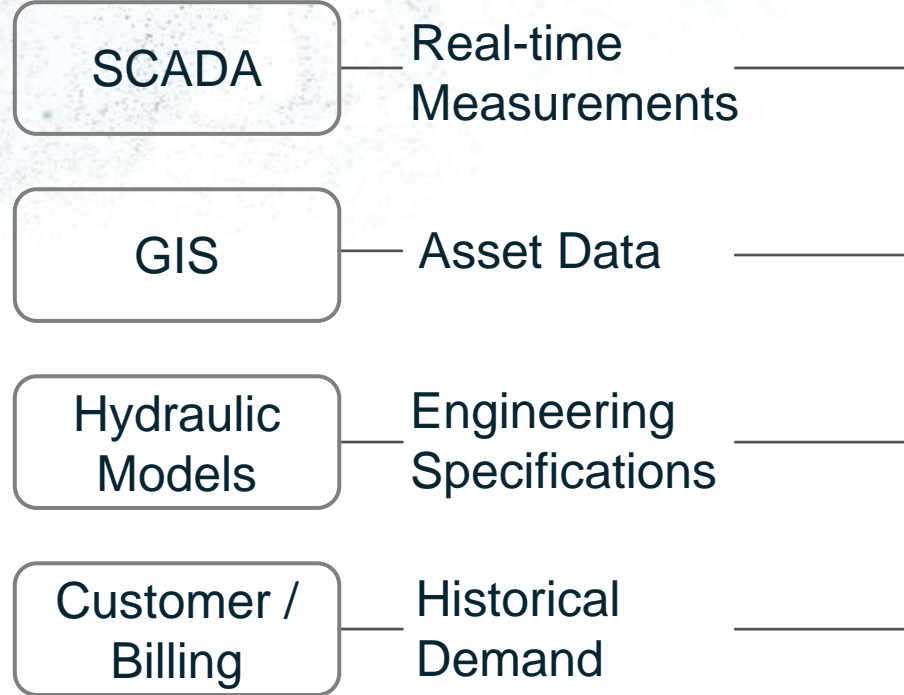 SCADA
Real-time
Measurements
GIS
Asset Data
Hydraulic
Models
Engineering
Specifications
Customer /
Billing
Historical
Demand